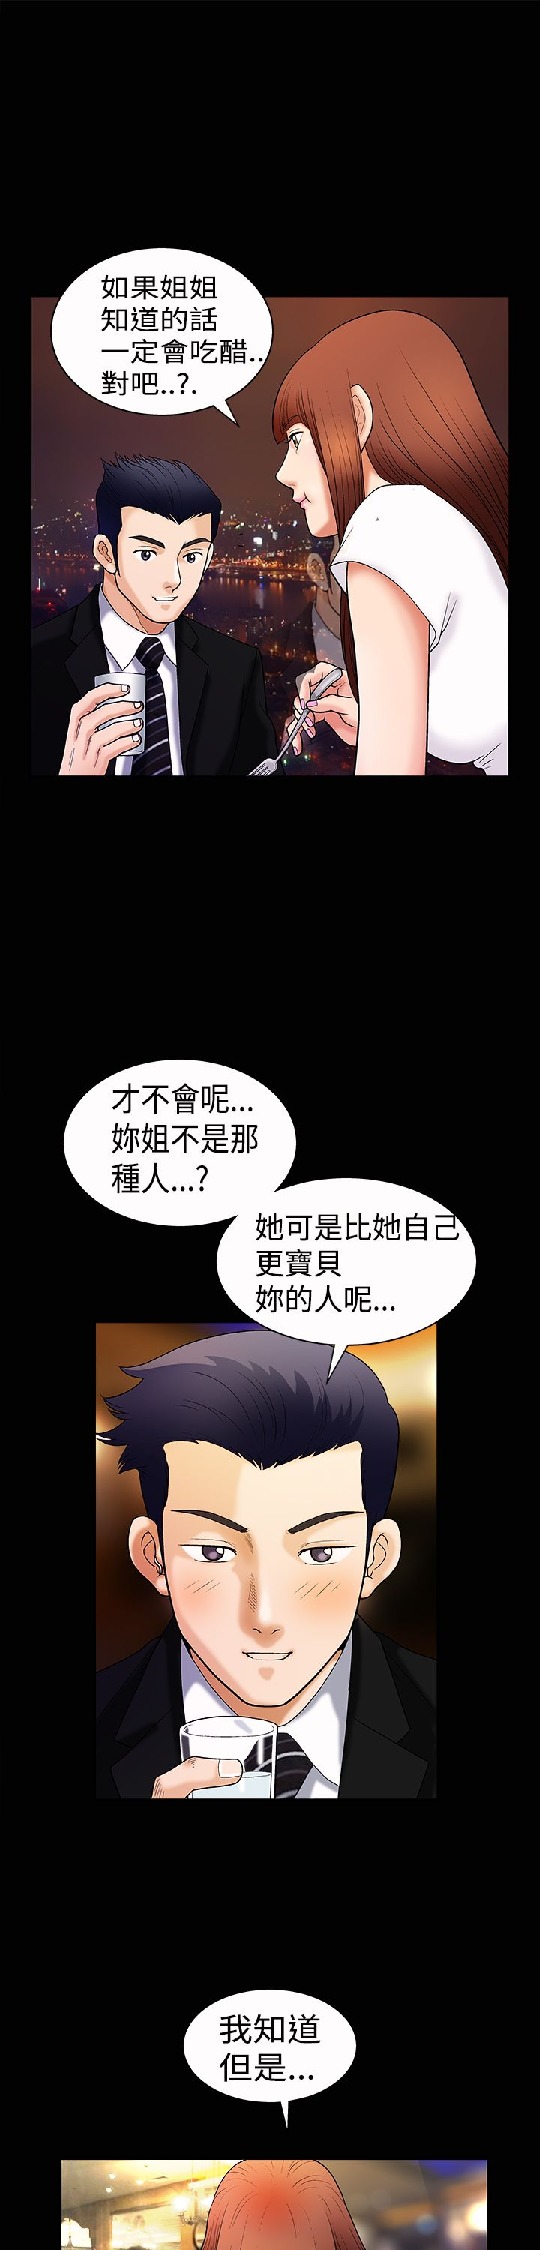 如果姐姐
知道的話
一定會吃醋..
對吧..?.
才不會呢...
妳姐不是那
種人...?
她可是比她自己
更寶貝
妳的人呢...
我知道
但是...